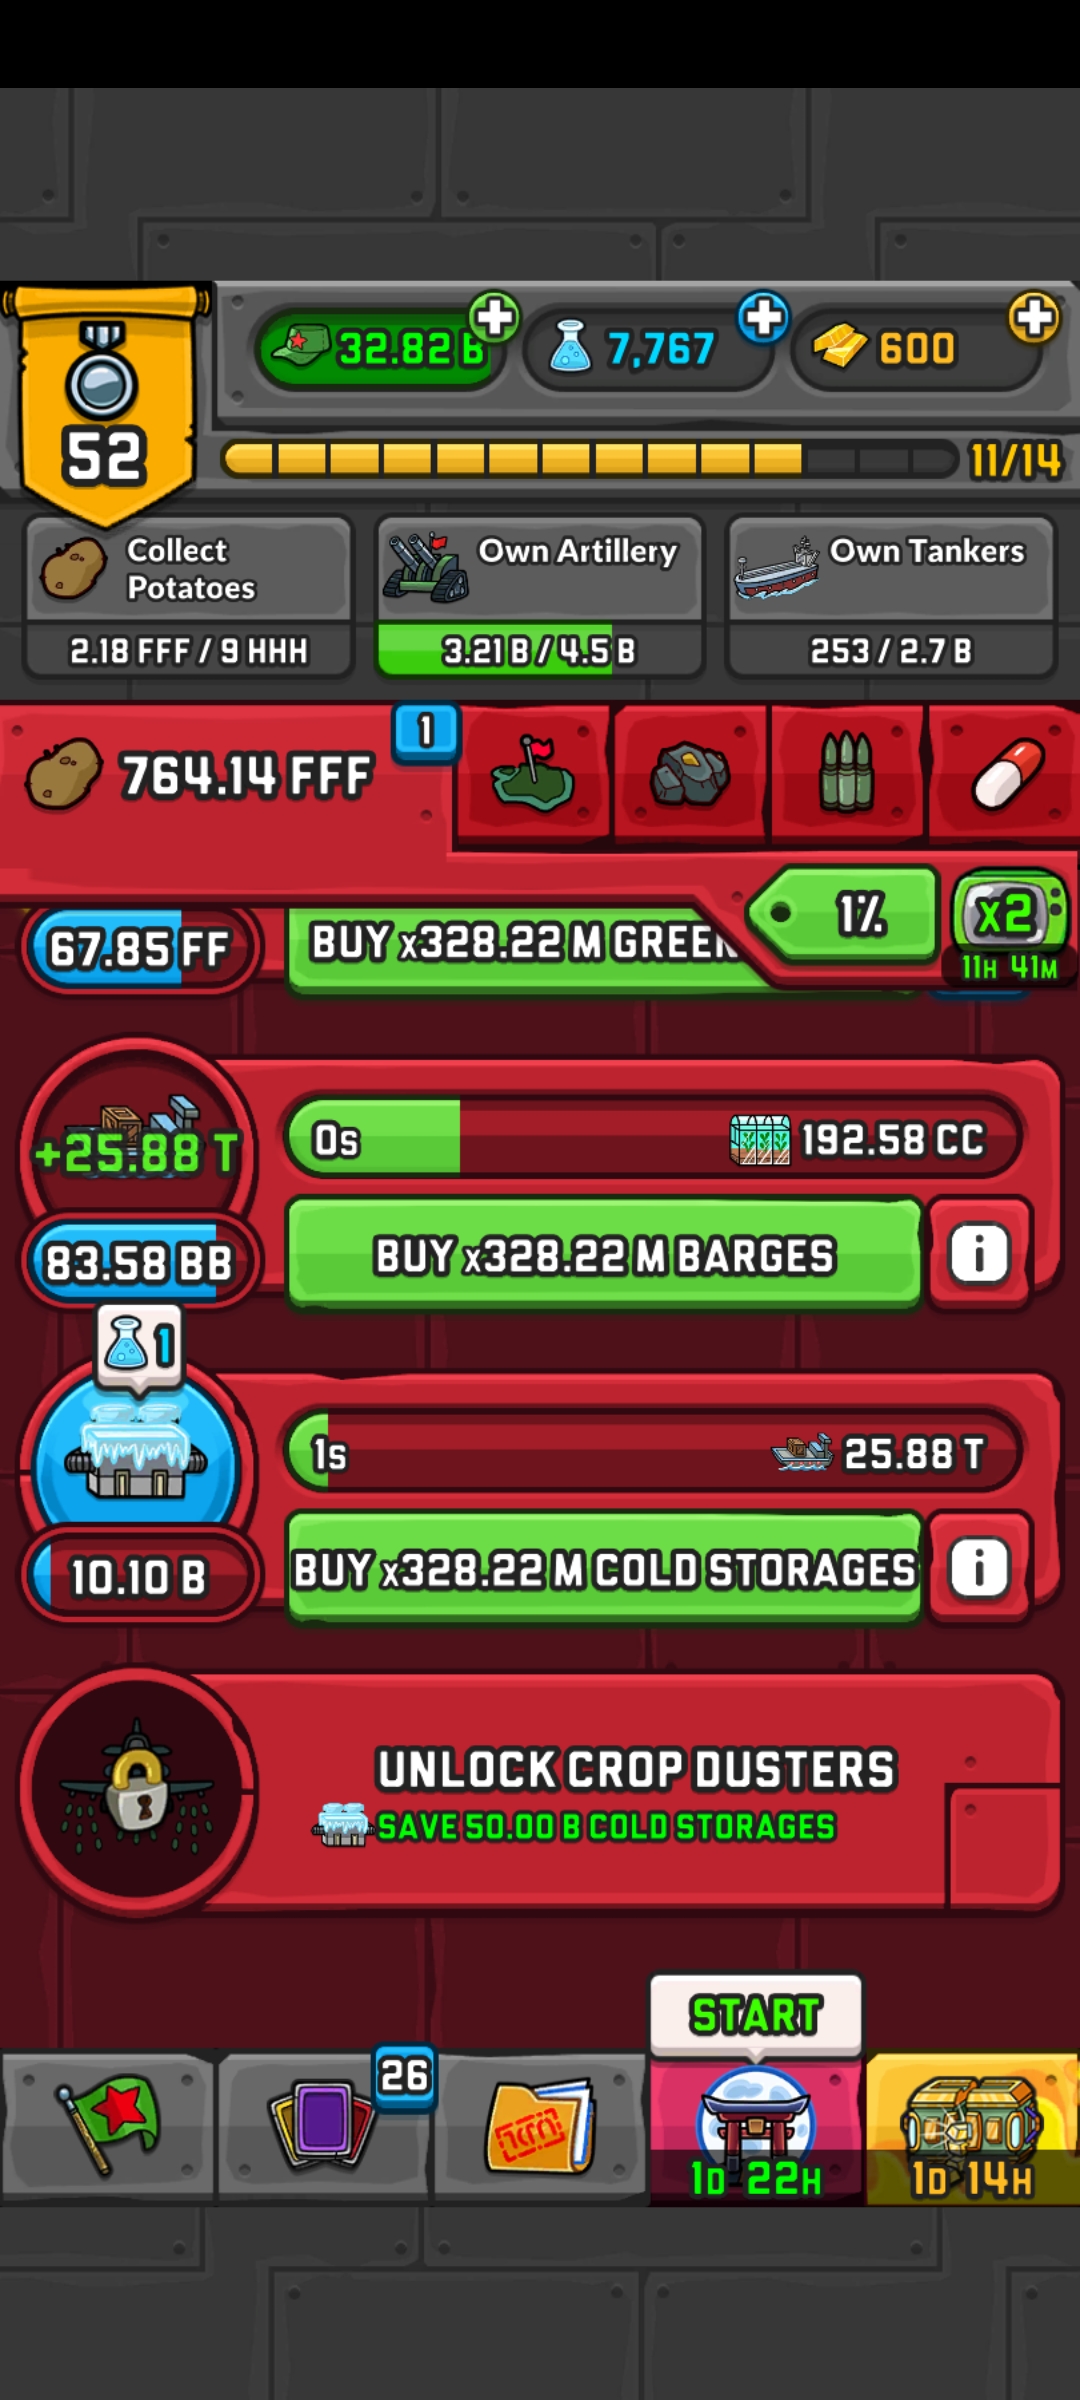 32.82 B
7,767
600
52
11/14
Collect
Potatoes
2.18 FFF / 9 HHH
Own Artillery
3.21 B / 4.5 B
Own Tankers
253 / 2.7 B
764.14 FFF
1
1%
x2
11H 41M
67.85 FF
BUY x328.22 M
+25.88 T
0s
192.58 CC
83.58 BB
BUY x328.22 M BARGES
1
1s
25.88 T
10.10 B
BUY x328.22 M COLD STORAGES
UNLOCK CROP DUSTERS
SAVE 50.00 B COLD STORAGES
START
26
1D 22H
1D 14H